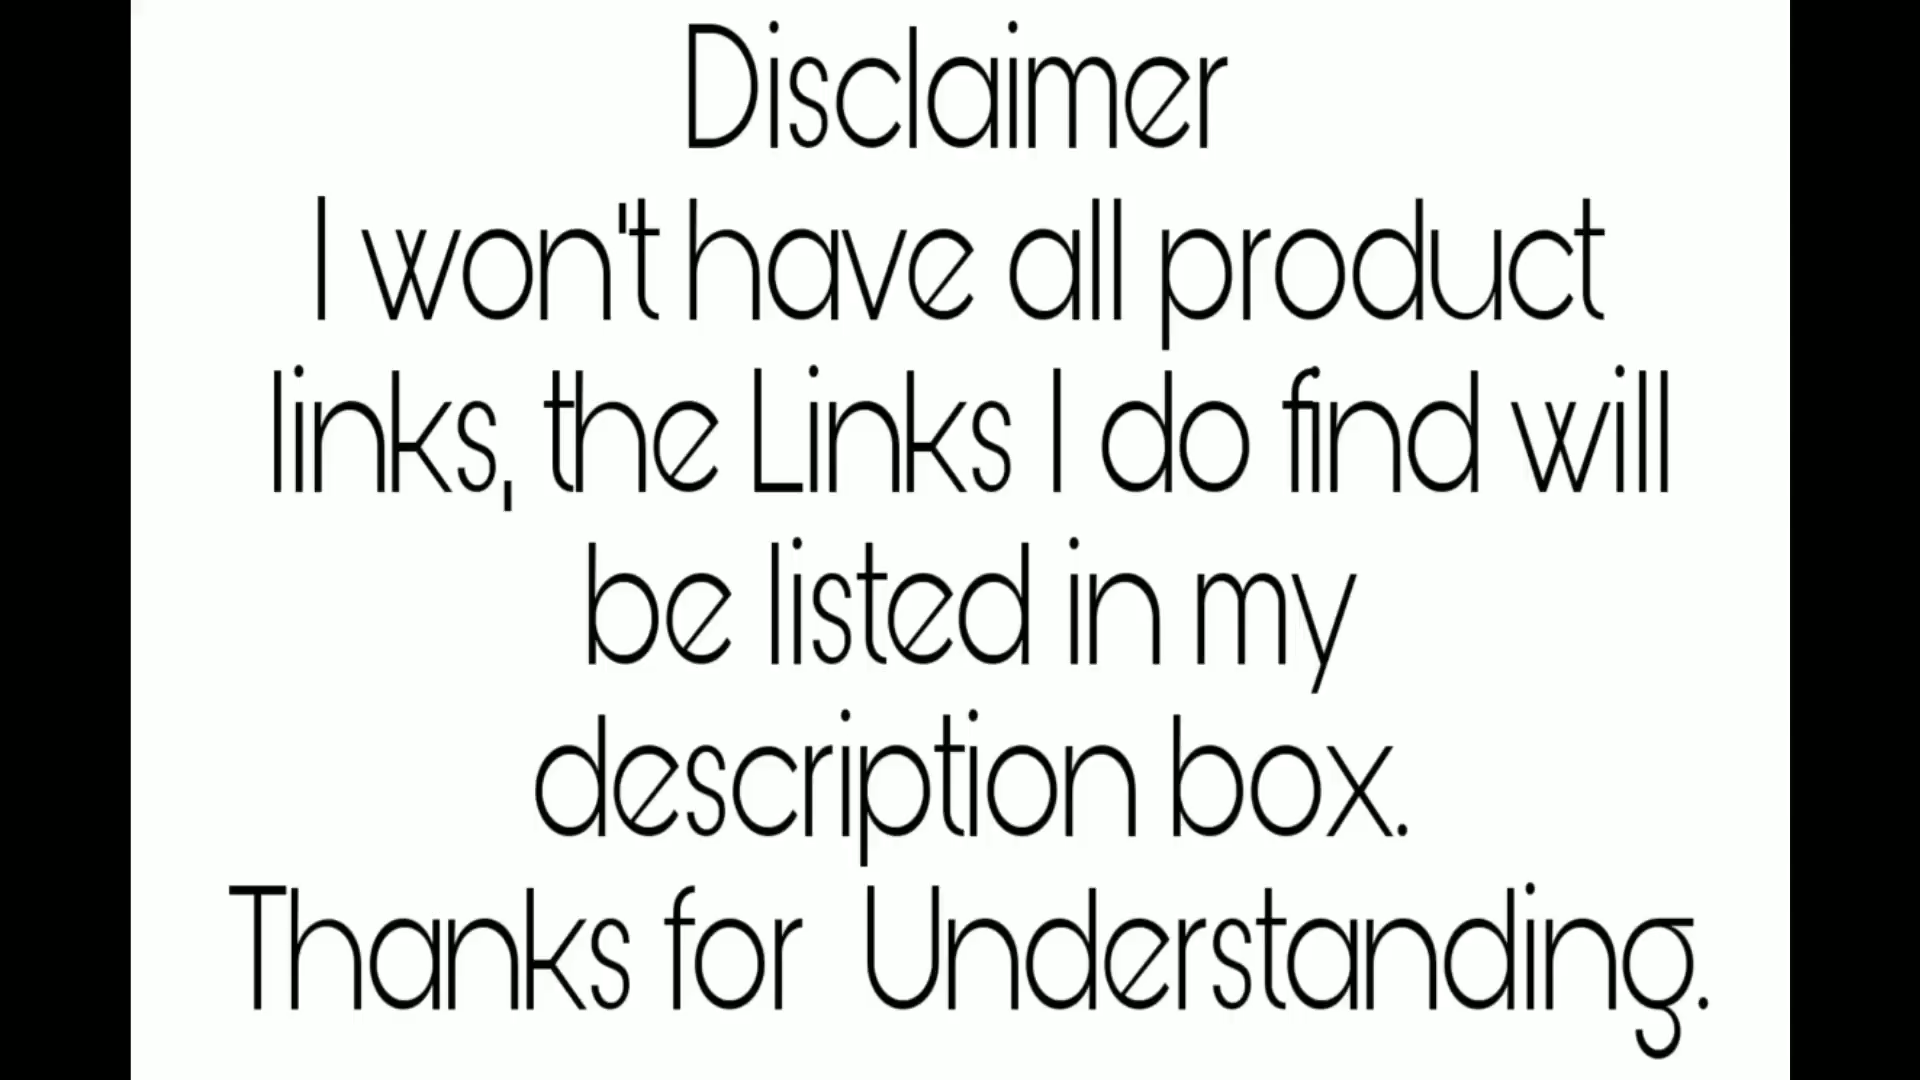 Disclaimer
I won't have all product
links, the Links I do find will
be listed in my
description box.
Thanks for  Understanding.